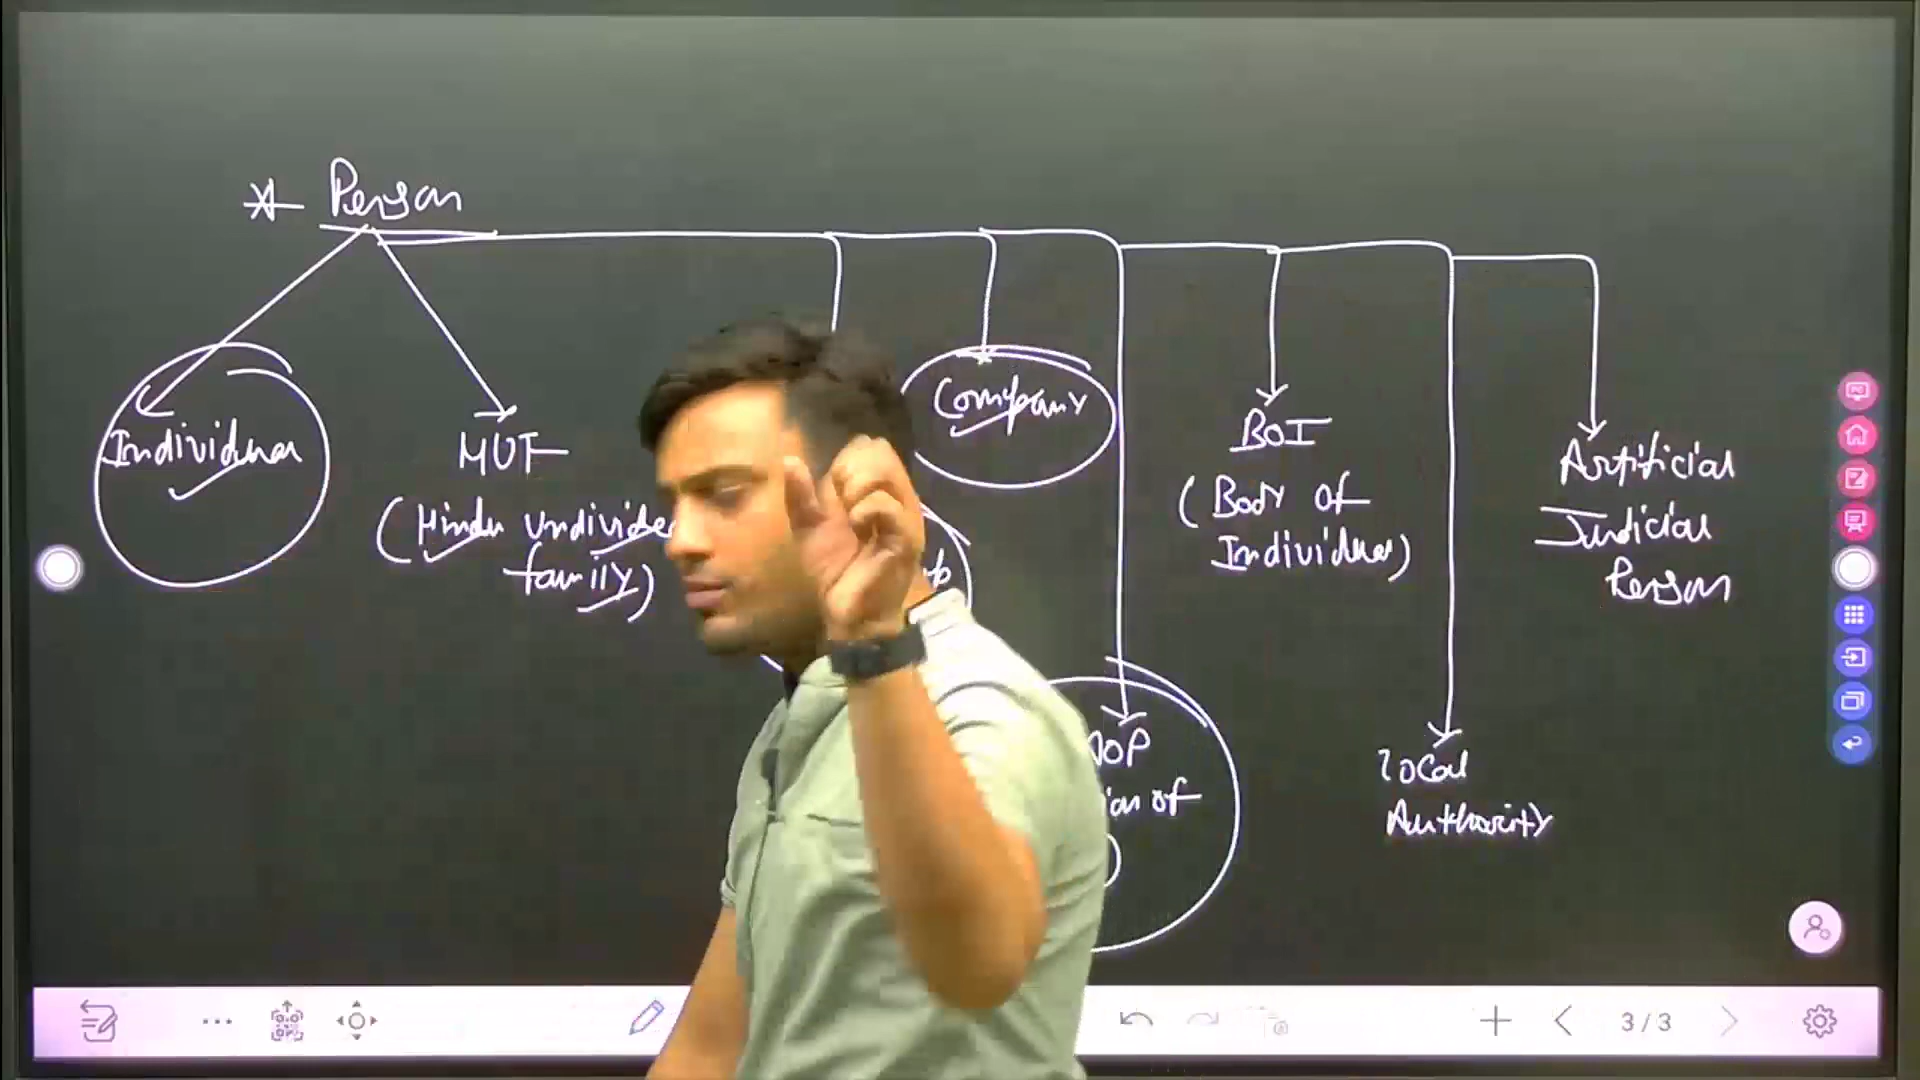 Person
Individual
HUF
(Hindu Undivided
family)
Company
BOI
(Body of
Individual)
Artificial
Juidicial
Person
AOP
of
Local
Authority
3/3